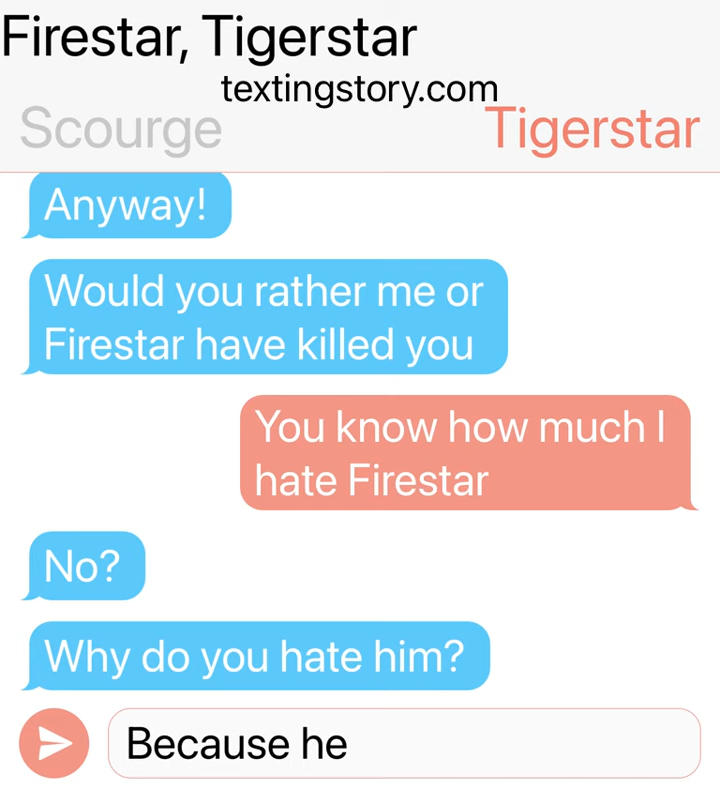 Firestar, Tigerstar
textingstory.com
Scourge
Tigerstar
Anyway!
Would you rather me or
Firestar have killed you
You know how much I
hate Firestar
No?
Why do you hate him?
Because he